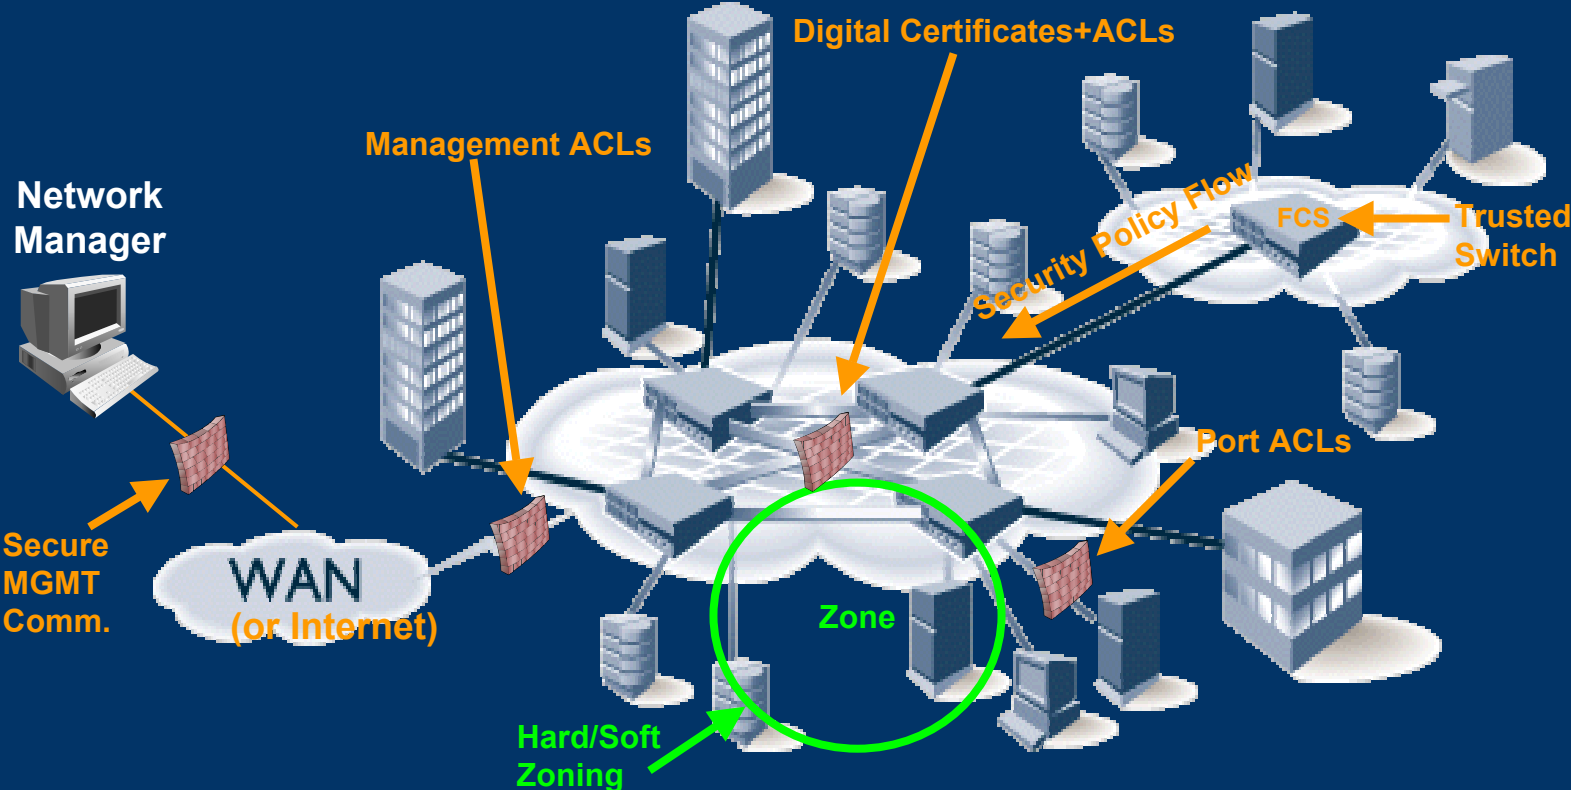 Digital Certificates+ACLs
Management ACLs
Network
Manager
Security Policy Flow
FCS
Trusted
Switch
Port ACLs
Secure
MGMT
Comm.
WAN
(or Internet)
Zone
Hard/Soft
Zoning